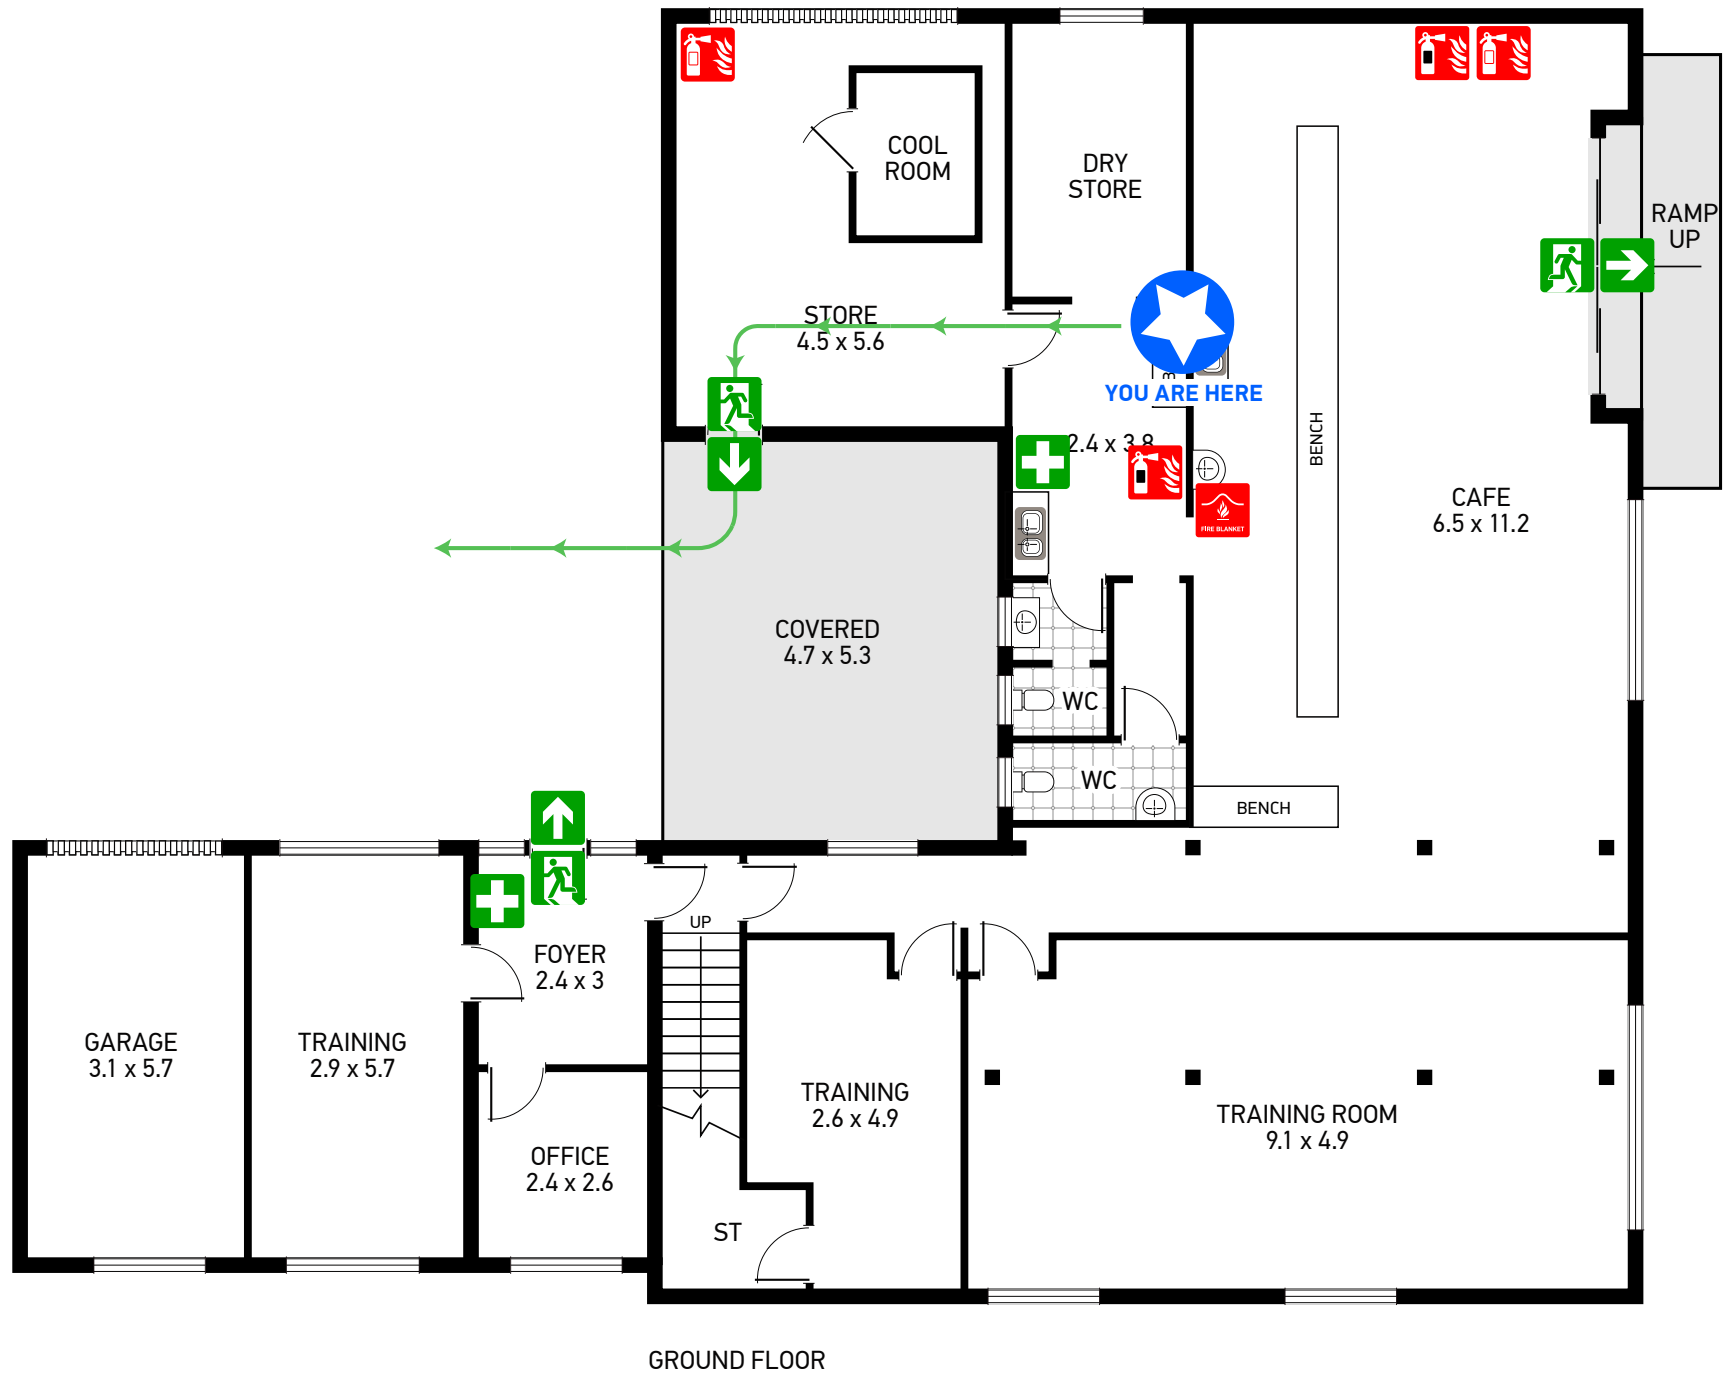 COOL
ROOM
DRY
STORE
RAMP
UP
STORE
4.5 x 5.6
B
YOU ARE HERE
BENCH
2.4 x 3.8
CAFE
6.5 x 11.2
FIRE BLANKET
COVERED
4.7 x 5.3
WC
WC
BENCH
UP
FOYER
2.4 x 3
GARAGE
3.1 x 5.7
TRAINING
2.9 x 5.7
TRAINING
2.6 x 4.9
TRAINING ROOM
9.1 x 4.9
OFFICE
2.4 x 2.6
ST
GROUND FLOOR